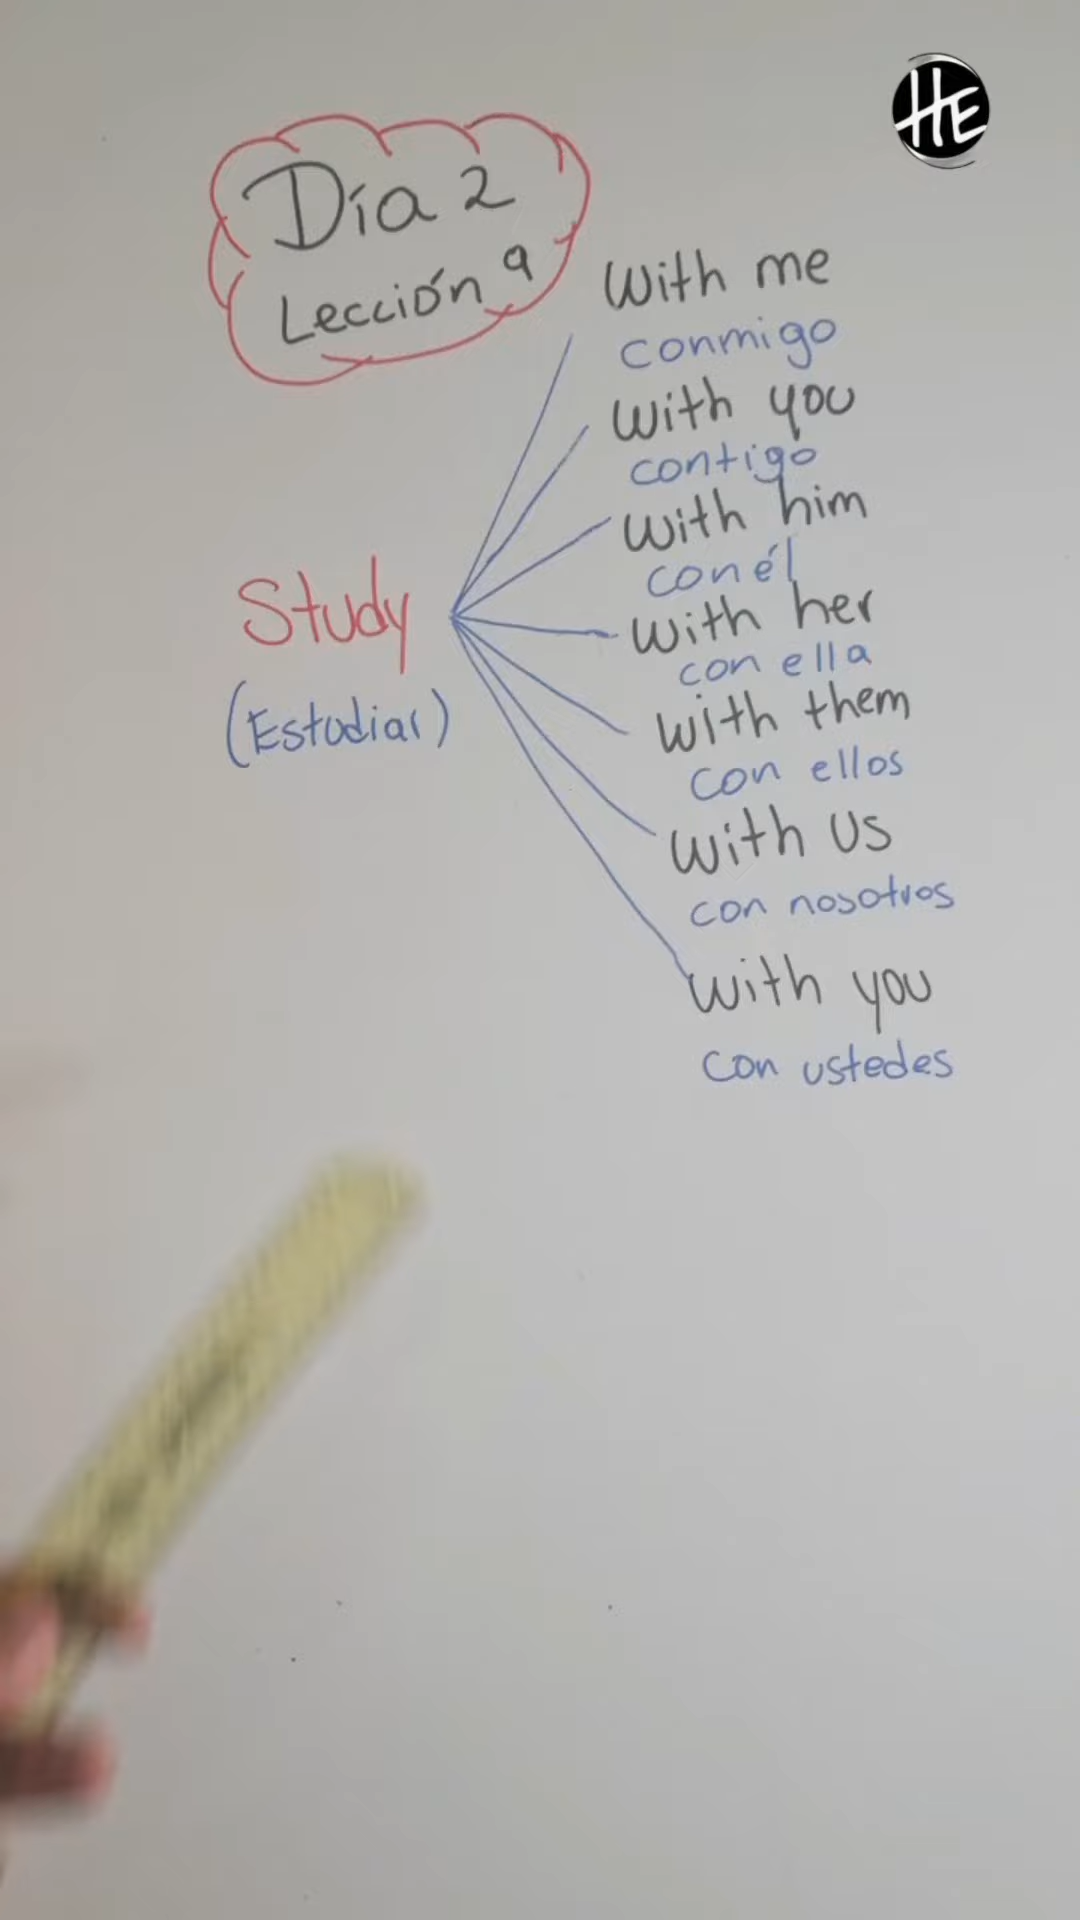 HE
Día 2
Lección 9
With me
conmigo
With you
contigo
With him
con él
With her
con ella
With them
con ellos
With us
con nosotros
With you
con ustedes
Study
(Estudiar)